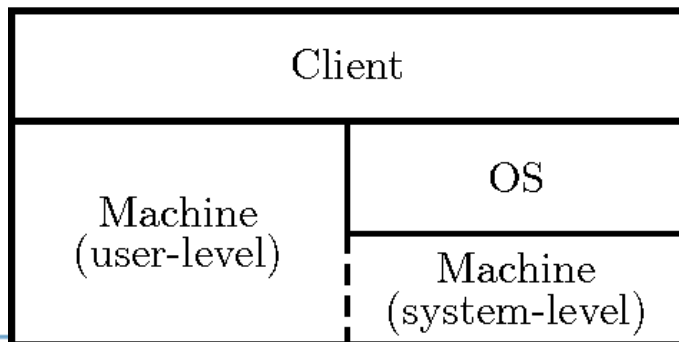 Client
OS
Machine
(user-level)
Machine
(system-level)